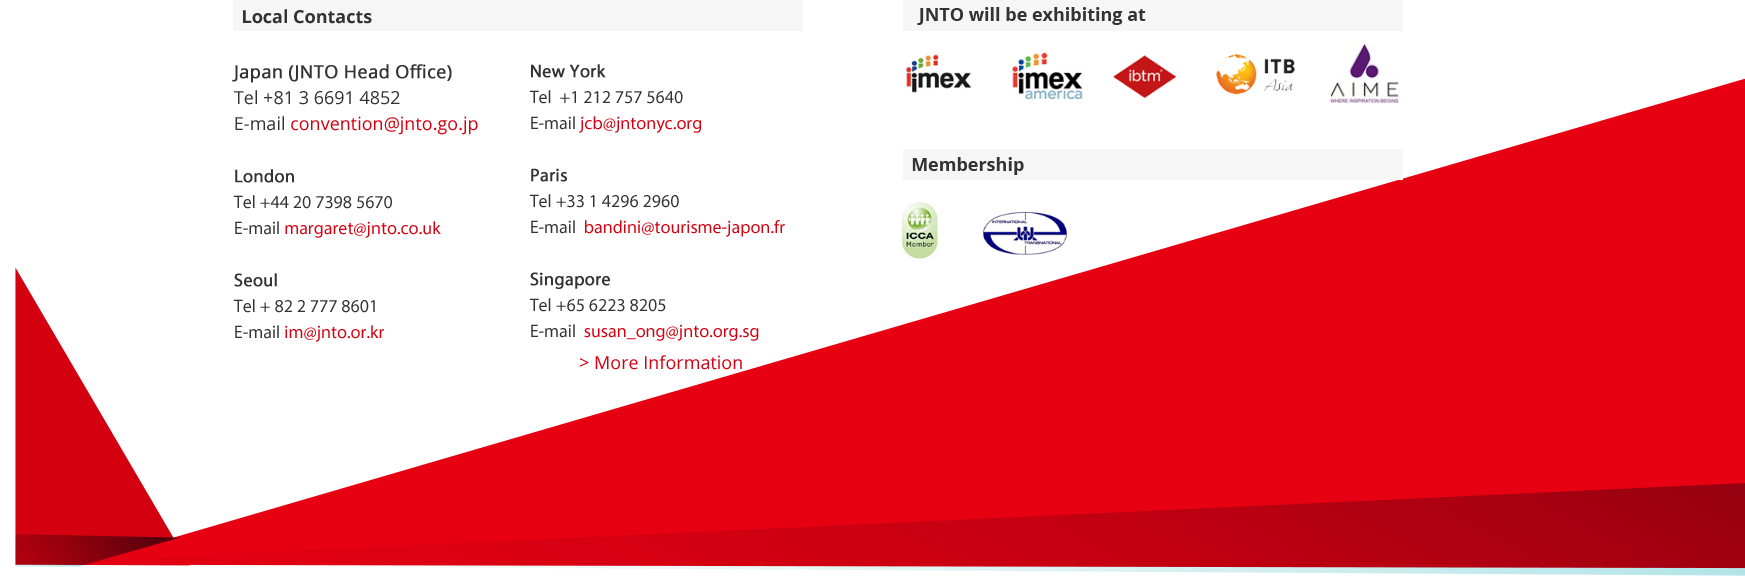 Local Contacts
Japan (JNTO Head Office)
Tel +81 3 6691 4852
E-mail convention@jnto.go.jp
New York
Tel +1 212 757 5640
E-mail jcb@jntonyc.org
London
Tel +44 20 7398 5670
E-mail margaret@jnto.co.uk
Paris
Tel +33 1 4296 2960
E-mail bandini@tourisme-japon.fr
Seoul
Tel + 82 2 777 8601
E-mail im@jnto.or.kr
Singapore
Tel +65 6223 8205
E-mail susan_ong@jnto.org.sg
> More Information
JNTO will be exhibiting at
imex
imex
america
ibtm
ITB
Asia
AIME
WHERE INSPIRATION BEGINS
Membership
ICCA
Member
INTERNATIONAL
TRANSNATIONAL